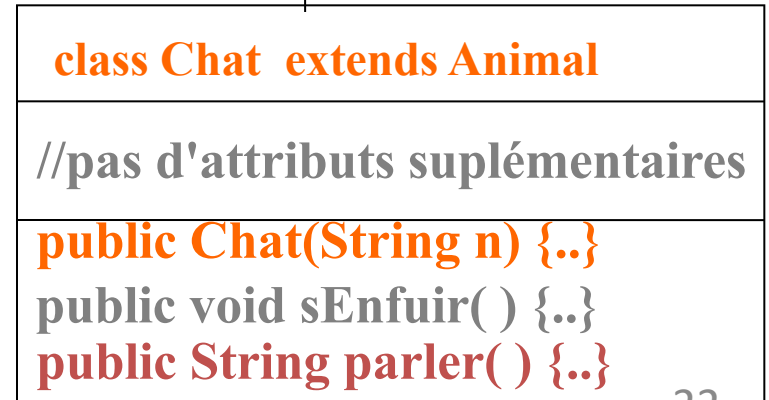 class Chat  extends Animal
//pas d'attributs suplémentaires
public Chat(String n) {..}
public void sEnfuir( ) {..}
public String parler( ) {..}